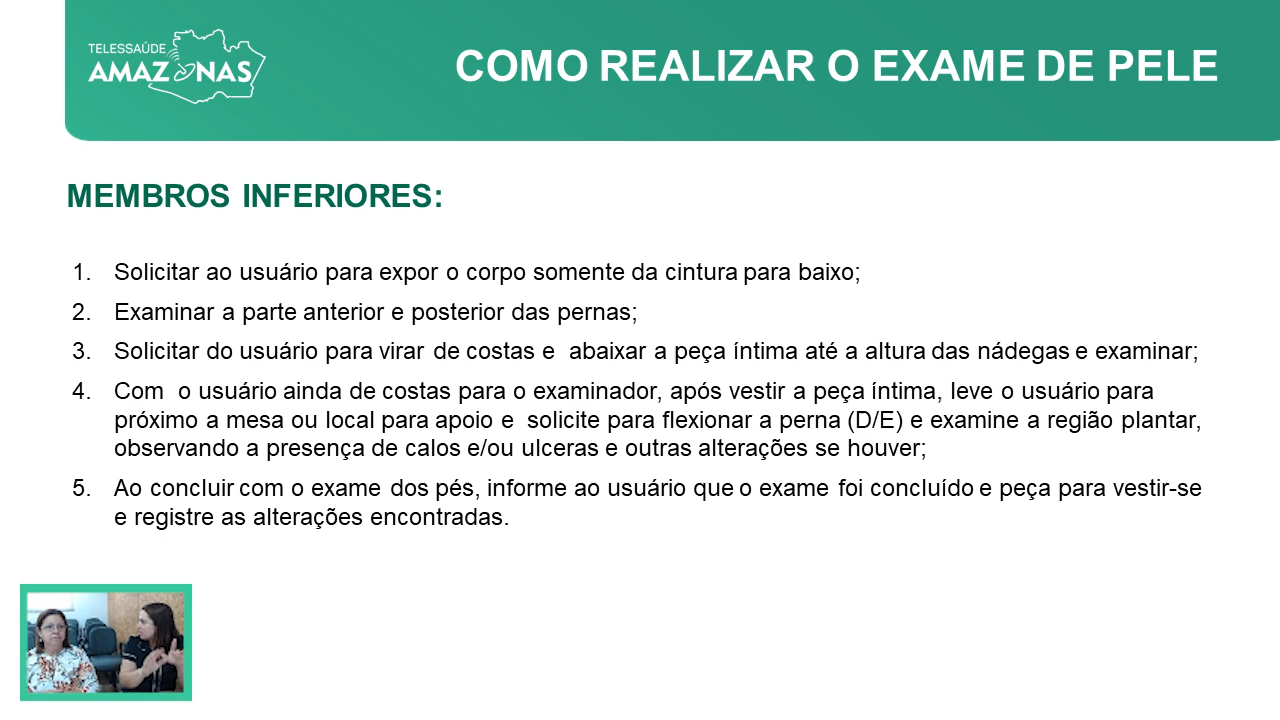 TELESSAÚDE
AMAZONAS
COMO REALIZAR O EXAME DE PELE
MEMBROS INFERIORES:
1. Solicitar ao usuário para expor o corpo somente da cintura para baixo;
2. Examinar a parte anterior e posterior das pernas;
3. Solicitar do usuário para virar de costas e abaixar a peça íntima até a altura das nádegas e examinar;
4. Com o usuário ainda de costas para o examinador, após vestir a peça íntima, leve o usuário para
próximo a mesa ou local para apoio e solicite para flexionar a perna (D/E) e examine a região plantar,
observando a presença de calos e/ou ulceras e outras alterações se houver;
5. Ao concluir com o exame dos pés, informe ao usuário que o exame foi concluído e peça para vestir-se
e registre as alterações encontradas.